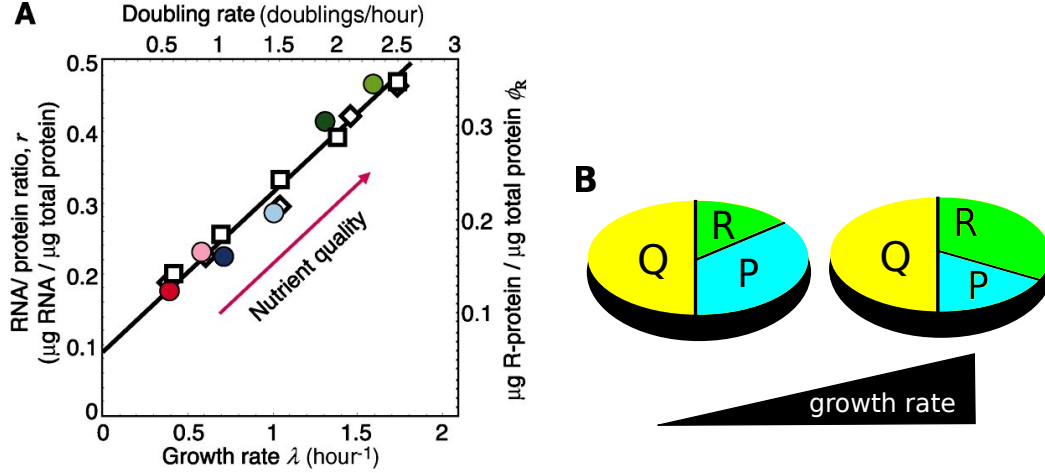 A
Doubling rate (doublings/hour)
0.5 1 1.5 2 2.5 3
RNA/ protein ratio, r
(μg RNA / μg total protein)
0.5
0.4
0.3
0.2
0.1
0
0.3
0.2
0.1
μg R-protein / μg total protein ϕR
Nutrient quality
0 0.5 1 1.5 2
Growth rate λ (hour-1)
B
Q R P
Q R P
growth rate